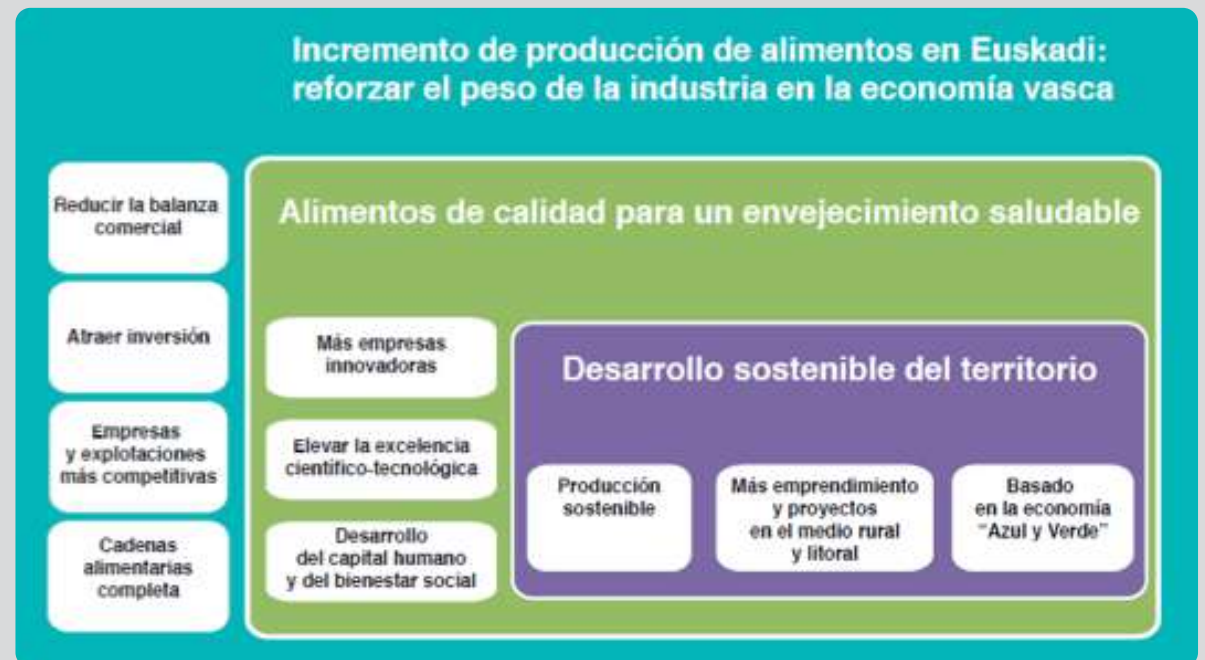 Incremento de producción de alimentos en Euskadi:
reforzar el peso de la industria en la economía vasca
Reducir la balanza
comercial
Atraer inversión
Empresas
y explotaciones
más competitivas
Cadenas
alimentarias
completa
Alimentos de calidad para un envejecimiento saludable
Más empresas
innovadoras
Elevar la excelencia
científico-tecnológica
Desarrollo
del capital humano
y del bienestar social
Desarrollo sostenible del territorio
Producción
sostenible
Más emprendimiento
y proyectos
en el medio rural
y litoral
Basado
en la economía
"Azul y Verde"